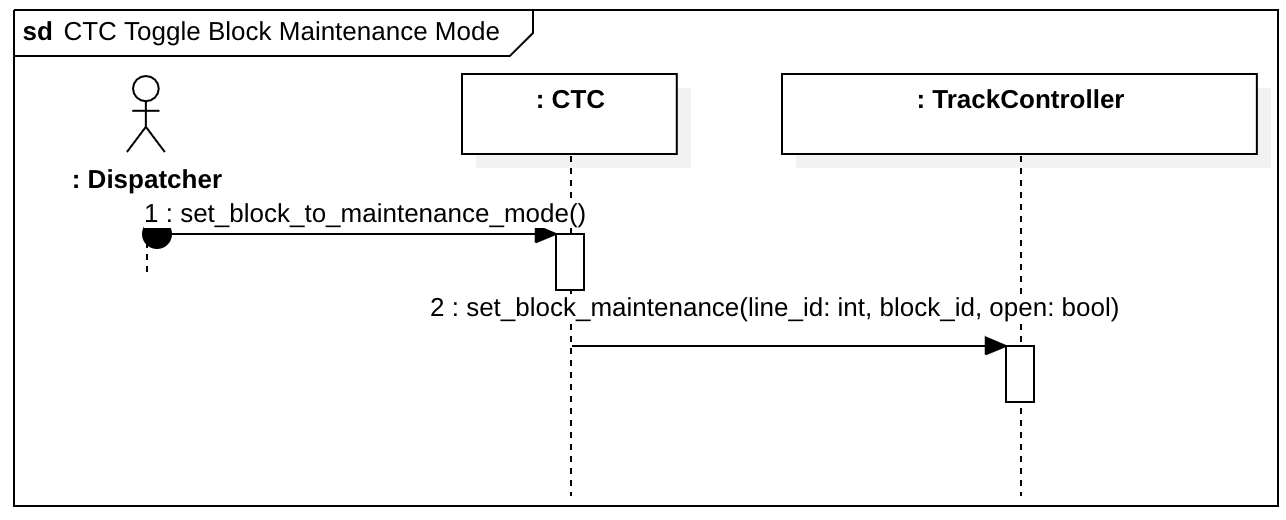 sd CTC Toggle Block Maintenance Mode
: CTC
: TrackController
: Dispatcher
1 : set_block_to_maintenance_mode()
2 : set_block_maintenance(line_id: int, block_id, open: bool)